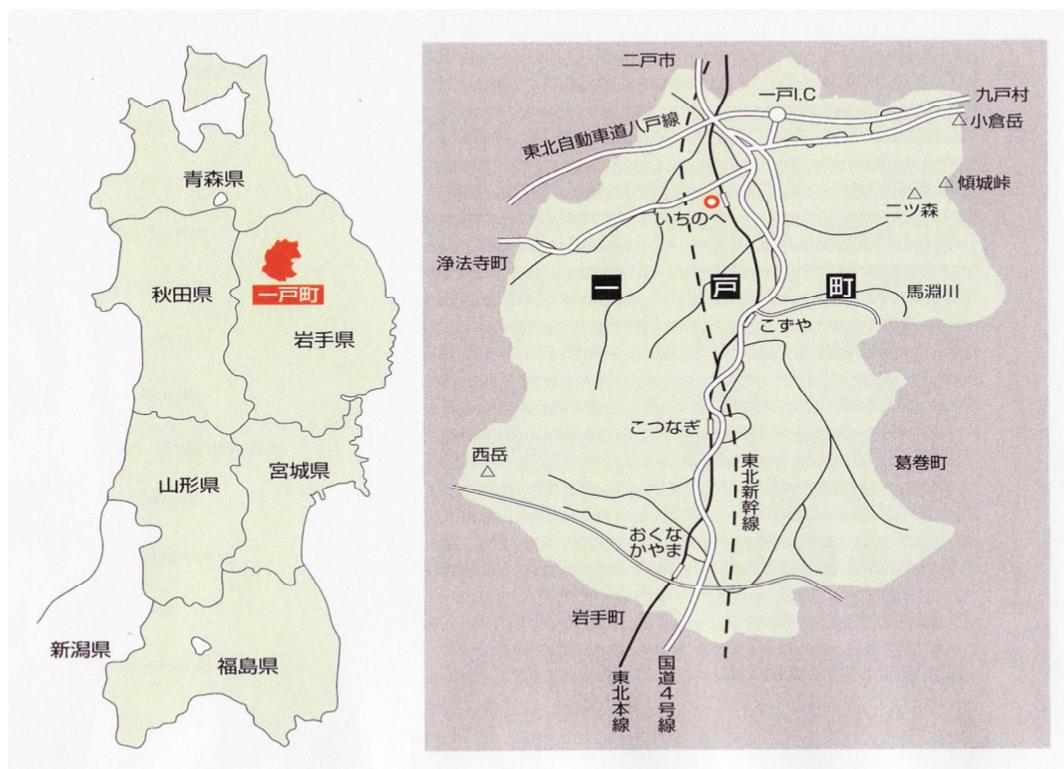 青森県
秋田県
一戸町
岩手県
山形県
宮城県
新潟県
福島県
二戸市
一戸I.C
九戸村
小倉岳
東北自動車道八戸線
傾城峠
二ツ森
いちのへ
浄法寺町
一戸町
馬淵川
こずや
こつなぎ
西岳
葛巻町
東北新幹線
おくな
かやま
岩手町
東北本線
国道4号線